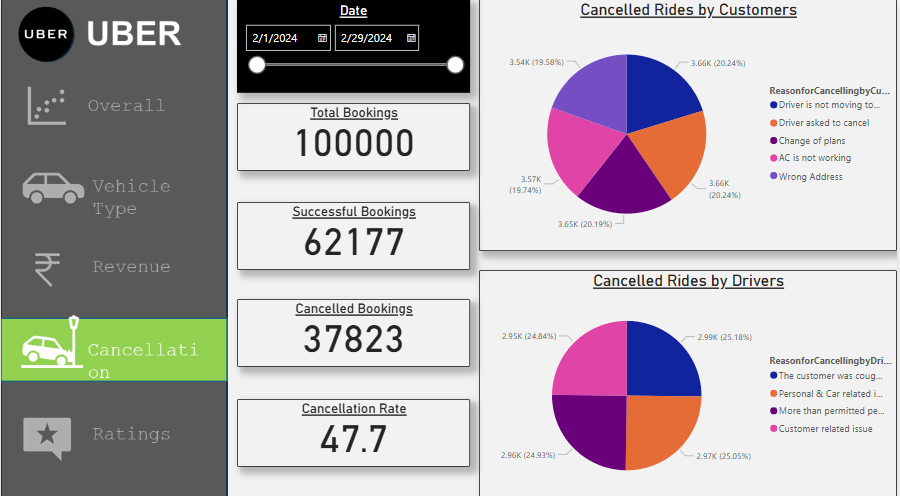 UBER
UBER
Overall
Vehicle
Type
Revenue
Cancellati
on
Ratings
Date
2/1/2024
2/29/2024
Total Bookings
100000
Successful Bookings
62177
Cancelled Bookings
37823
Cancellation Rate
47.7
Cancelled Rides by Customers
3.54K (19.58%)
3.66K (20.24%)
3.57K
(19.74%)
3.66K
(20.24%)
3.65K (20.19%)
ReasonforCancellingbyCu...
Driver is not moving to...
Driver asked to cancel
Change of plans
AC is not working
Wrong Address
Cancelled Rides by Drivers
2.95K (24.84%)
2.99K (25.18%)
2.96K (24.93%)
2.97K (25.05%)
ReasonforCancellingbyDri...
The customer was coug...
Personal & Car related i...
More than permitted pe...
Customer related issue